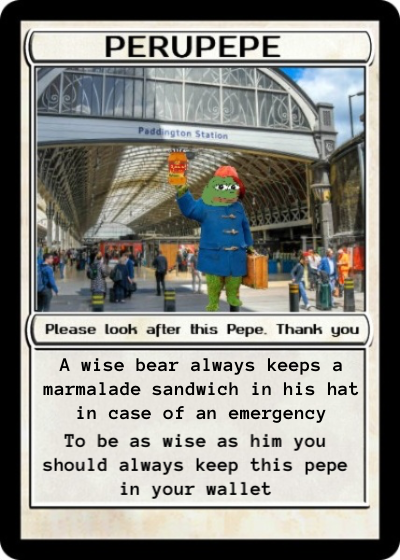 PERUPEPE
Paddington Station
Please look after this Pepe. Thank you
A wise bear always keeps a
marmalade sandwich in his hat
in case of an emergency
To be as wise as him you
should always keep this pepe
in your wallet